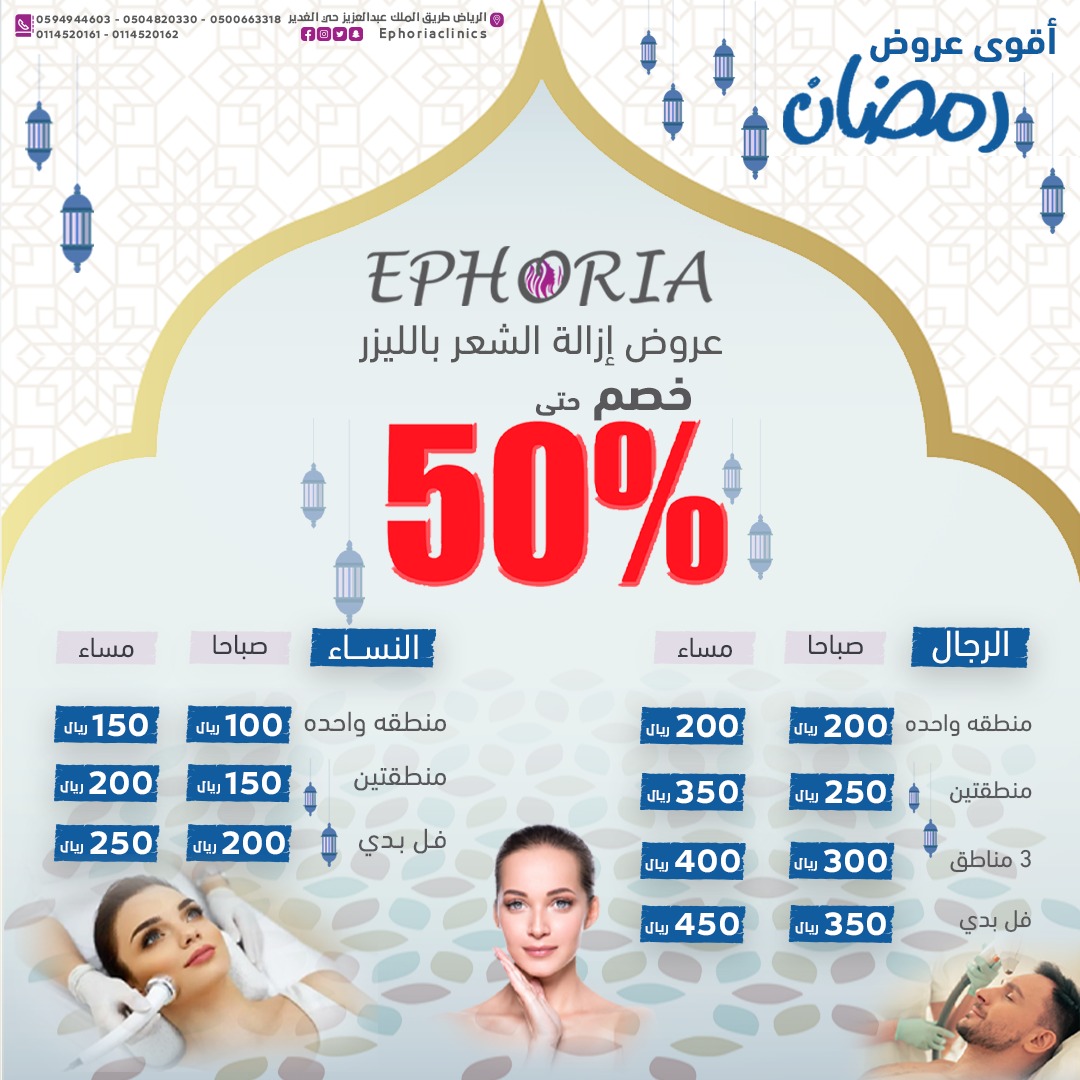 الرياض طريق الملك عبدالعزيز حي الغدير
0594944603 - 0504820330 - 0500663318
0114520161 - 0114520162
Ephoriaclinics
أقوى عروض
رمضان
EPHORIA
عروض إزالة الشعر بالليزر
خصم حتى
50%
الرجال صباحا مساء
منطقه واحده 200 ريال 200 ريال
منطقتين 250 ريال 350 ريال
3 مناطق 300 ريال 400 ريال
فل بدي 350 ريال 450 ريال
النساء صباحا مساء
منطقه واحده 100 ريال 150 ريال
منطقتين 150 ريال 200 ريال
فل بدي 200 ريال 250 ريال